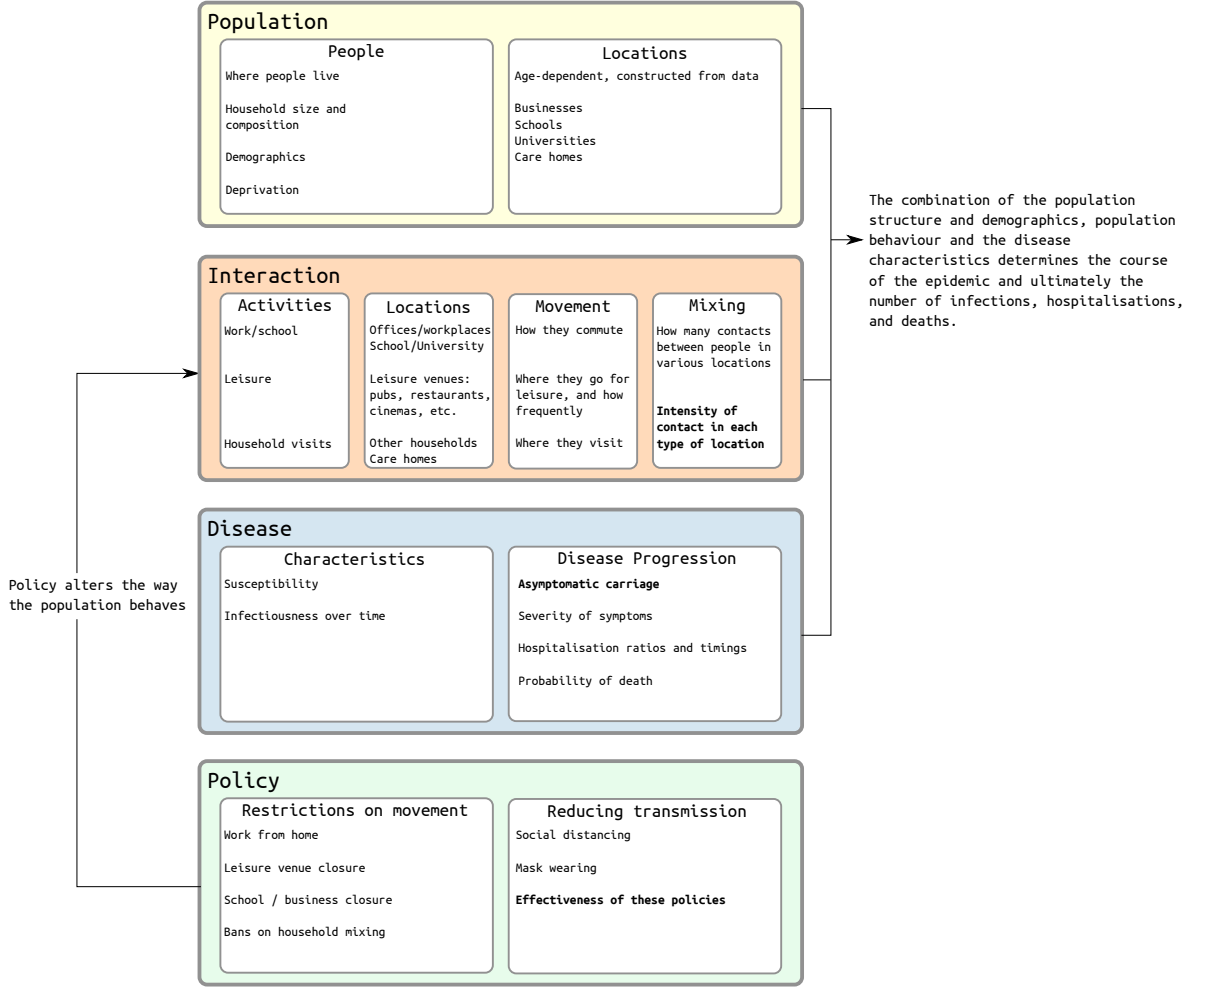 Population
People
Where people live
Household size and
composition
Demographics
Deprivation
Locations
Age-dependent, constructed from data
Businesses
Schools
Universities
Care homes
The combination of the population
structure and demographics, population
behaviour and the disease
characteristics determines the course
of the epidemic and ultimately the
number of infections, hospitalisations,
and deaths.
Interaction
Activities
Work/school
Leisure
Household visits
Locations
Offices/workplaces
School/University
Leisure venues:
pubs, restaurants,
cinemas, etc.
Other households
Care homes
Movement
How they commute
Where they go for
leisure, and how
frequently
Where they visit
Mixing
How many contacts
between people in
various locations
Intensity of
contact in each
type of location
Disease
Characteristics
Susceptibility
Infectiousness over time
Disease Progression
Asymptomatic carriage
Severity of symptoms
Hospitalisation ratios and timings
Probability of death
Policy alters the way
the population behaves
Policy
Restrictions on movement
Work from home
Leisure venue closure
School / business closure
Bans on household mixing
Reducing transmission
Social distancing
Mask wearing
Effectiveness of these policies